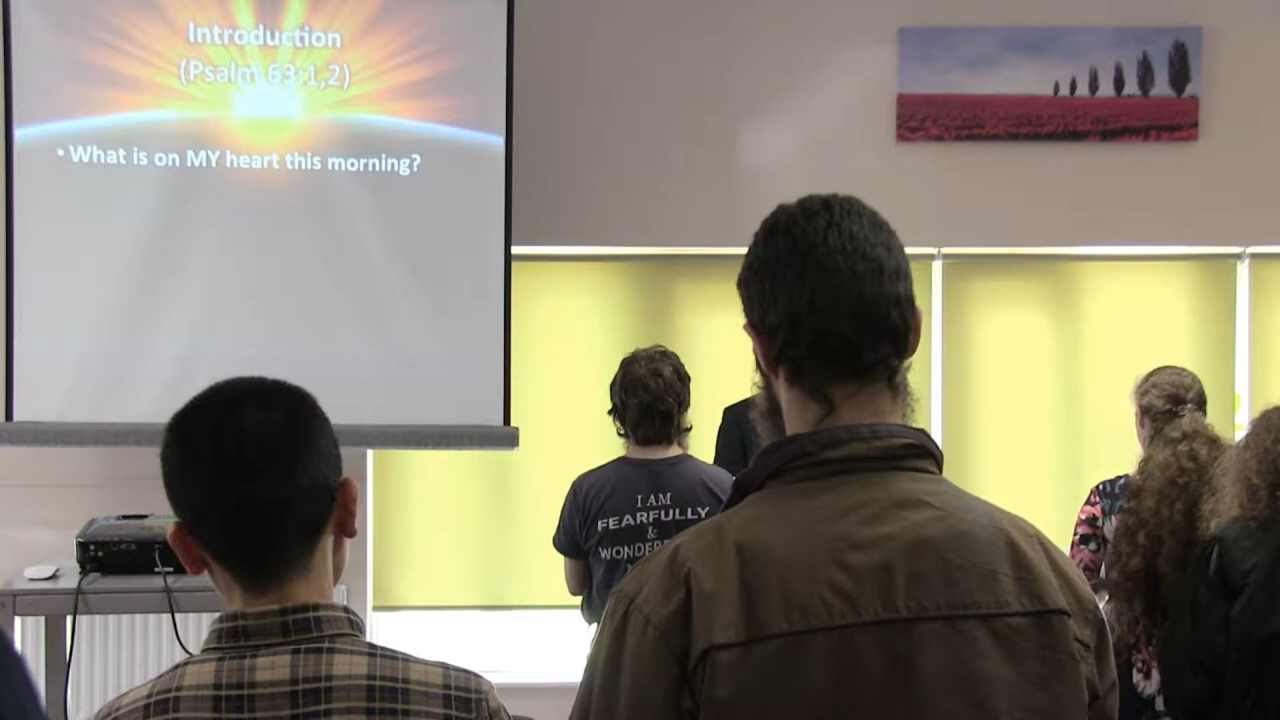 Introduction
(Psalm 63:1,2)
• What is on MY heart this morning?
I AM
FEARFULLY
&